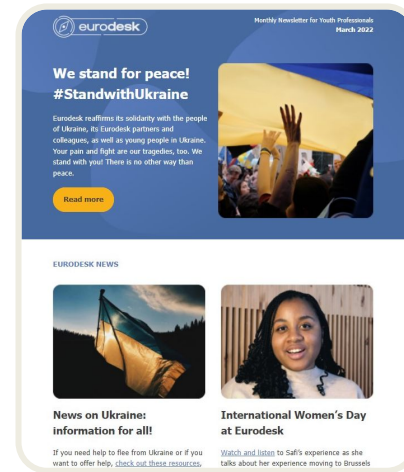 eurodesk
Monthly Newsletter for Youth Professionals
March 2022
We stand for peace!
#StandwithUkraine
Eurodesk reaffirms its solidarity with the people
of Ukraine, its Eurodesk partners and
colleagues, as well as young people in Ukraine.
Your pain and fight are our tragedies, too. We
stand with you! There is no other way than
peace.
Read more
EURODESK NEWS
News on Ukraine:
information for all!
If you need help to flee from Ukraine or if you
want to offer help, check out these resources,
International Women's Day
at Eurodesk
Watch and listen to Safi's experience as she
talks about her experience moving to Brussels